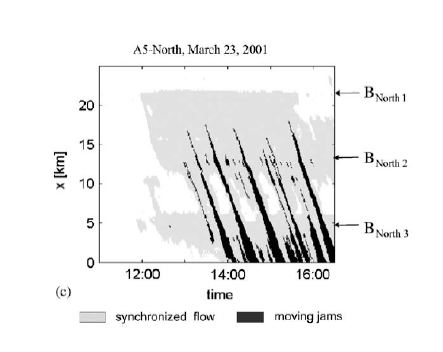 A5-North, March 23, 2001
B North 1
20
15
B North 2
x [km]
10
5
B North 3
0
12:00 14:00 16:00
time
(c)
synchronized flow moving jams